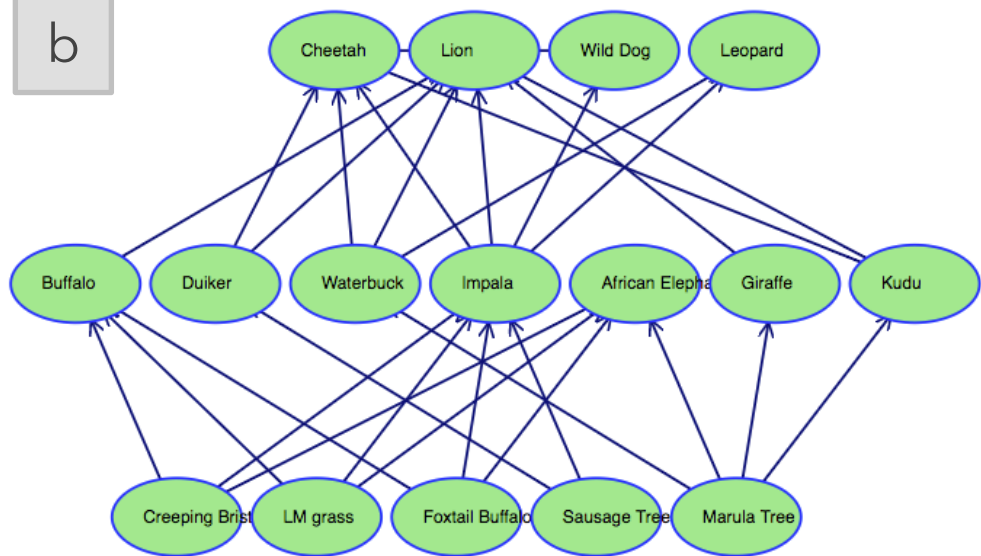 b
Cheetah Lion Wild Dog Leopard
Buffalo Duiker Waterbuck Impala African Elepha Giraffe Kudu
Creeping Brist LM grass Foxtail Buffalo Sausage Tree Marula Tree